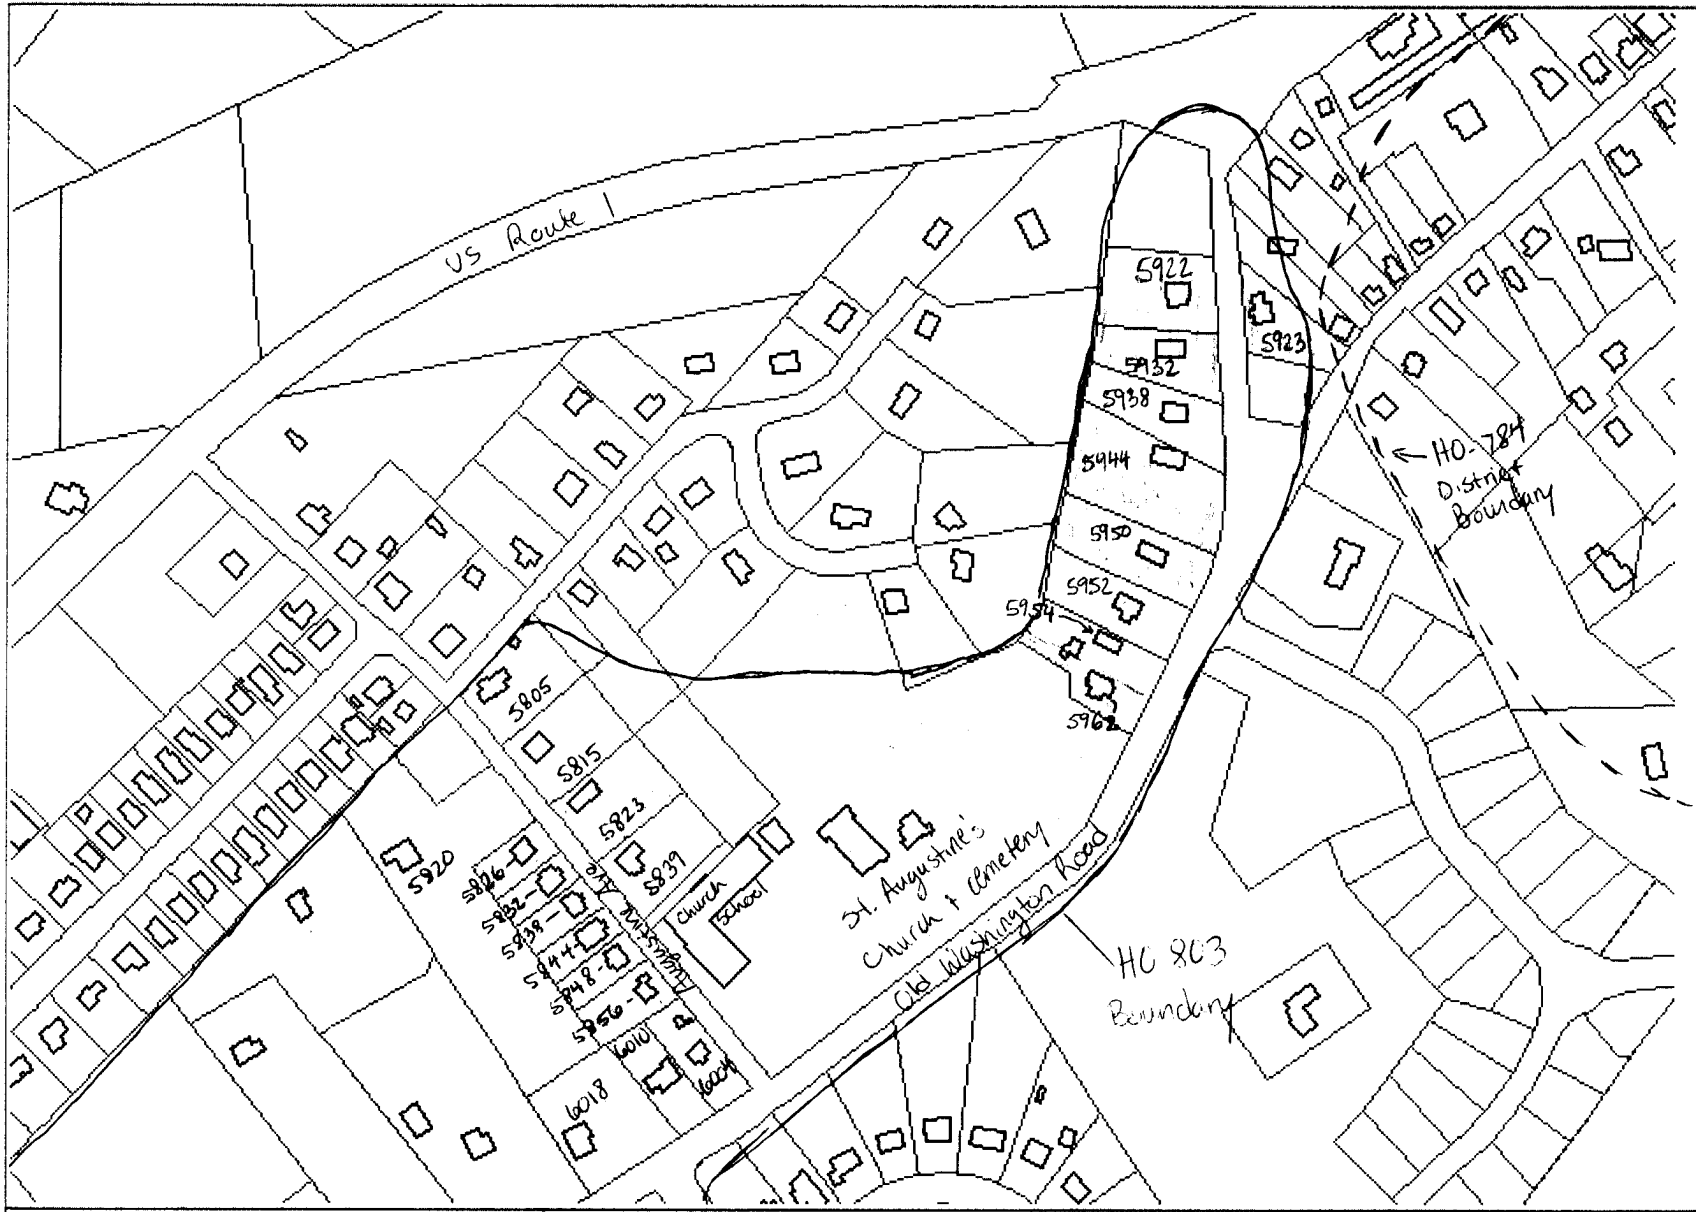 US Route 1
5922
5923
5932
5938
5944
HO-784
District
Boundary
5950
5952
5954
5962
5805
5815
5823
5839
5820
5826
5832
5838
5844
5848
5856
6010
6004
6018
Augustine Ave
Church
School
St. Augustine's
Church & Cemetery
Old Washington Road
HO 803
Boundary